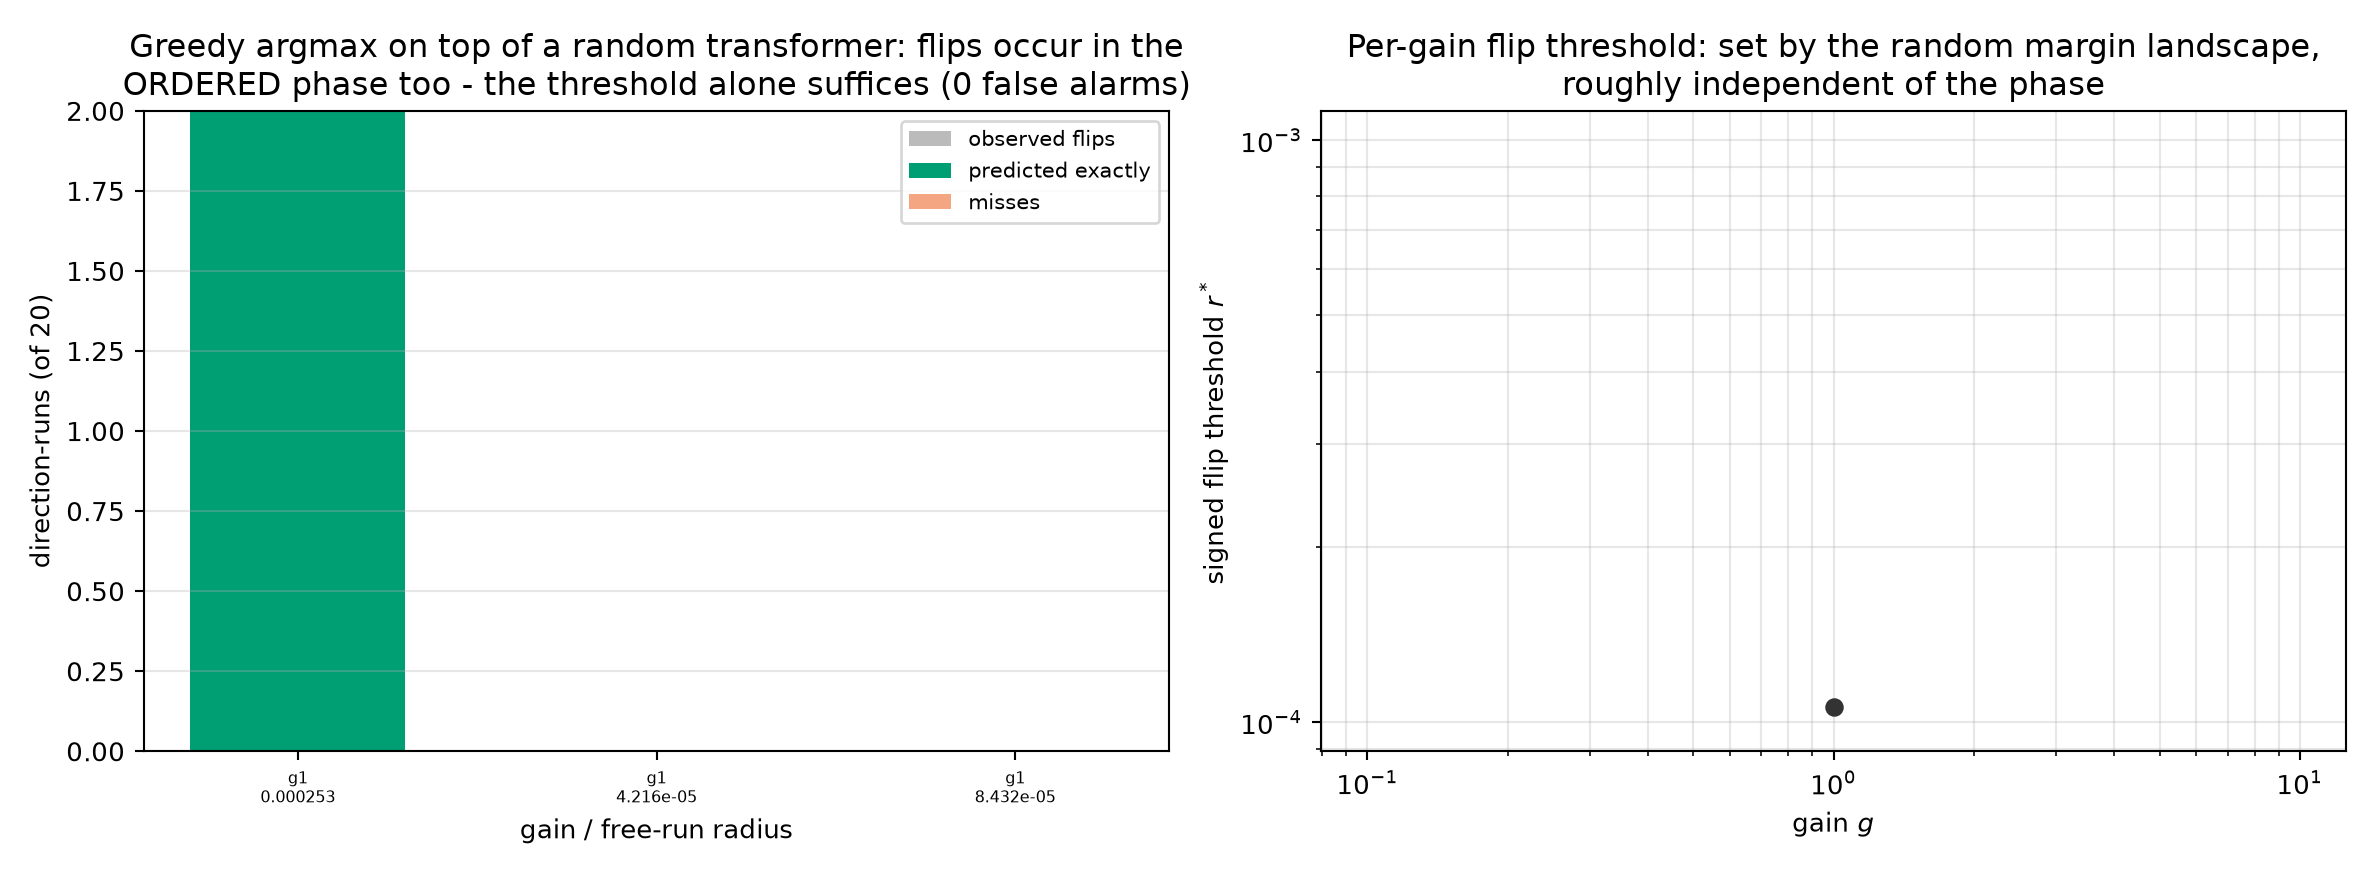 Greedy argmax on top of a random transformer: flips occur in the
ORDERED phase too - the threshold alone suffices (0 false alarms)
2.00
1.75
1.50
1.25
1.00
0.75
0.50
0.25
0.00
direction-runs (of 20)
observed flips
predicted exactly
misses
g1
0.000253
g1
4.216e-05
g1
8.432e-05
gain / free-run radius
Per-gain flip threshold: set by the random margin landscape,
roughly independent of the phase
10⁻³
10⁻⁴
signed flip threshold r*
10⁻¹
10⁰
10¹
gain g